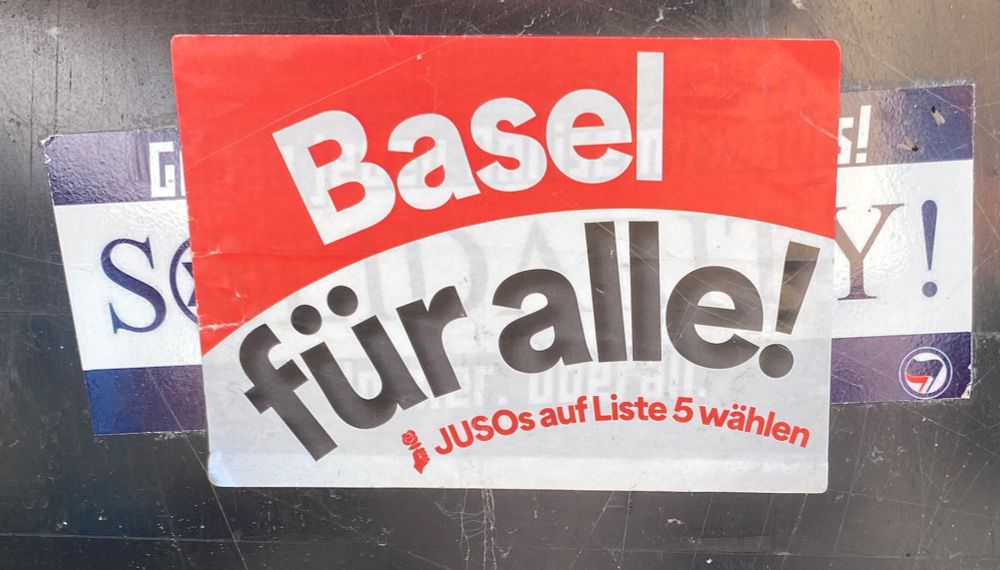 Basel
für alle!
JUSOs auf Liste 5 wählen